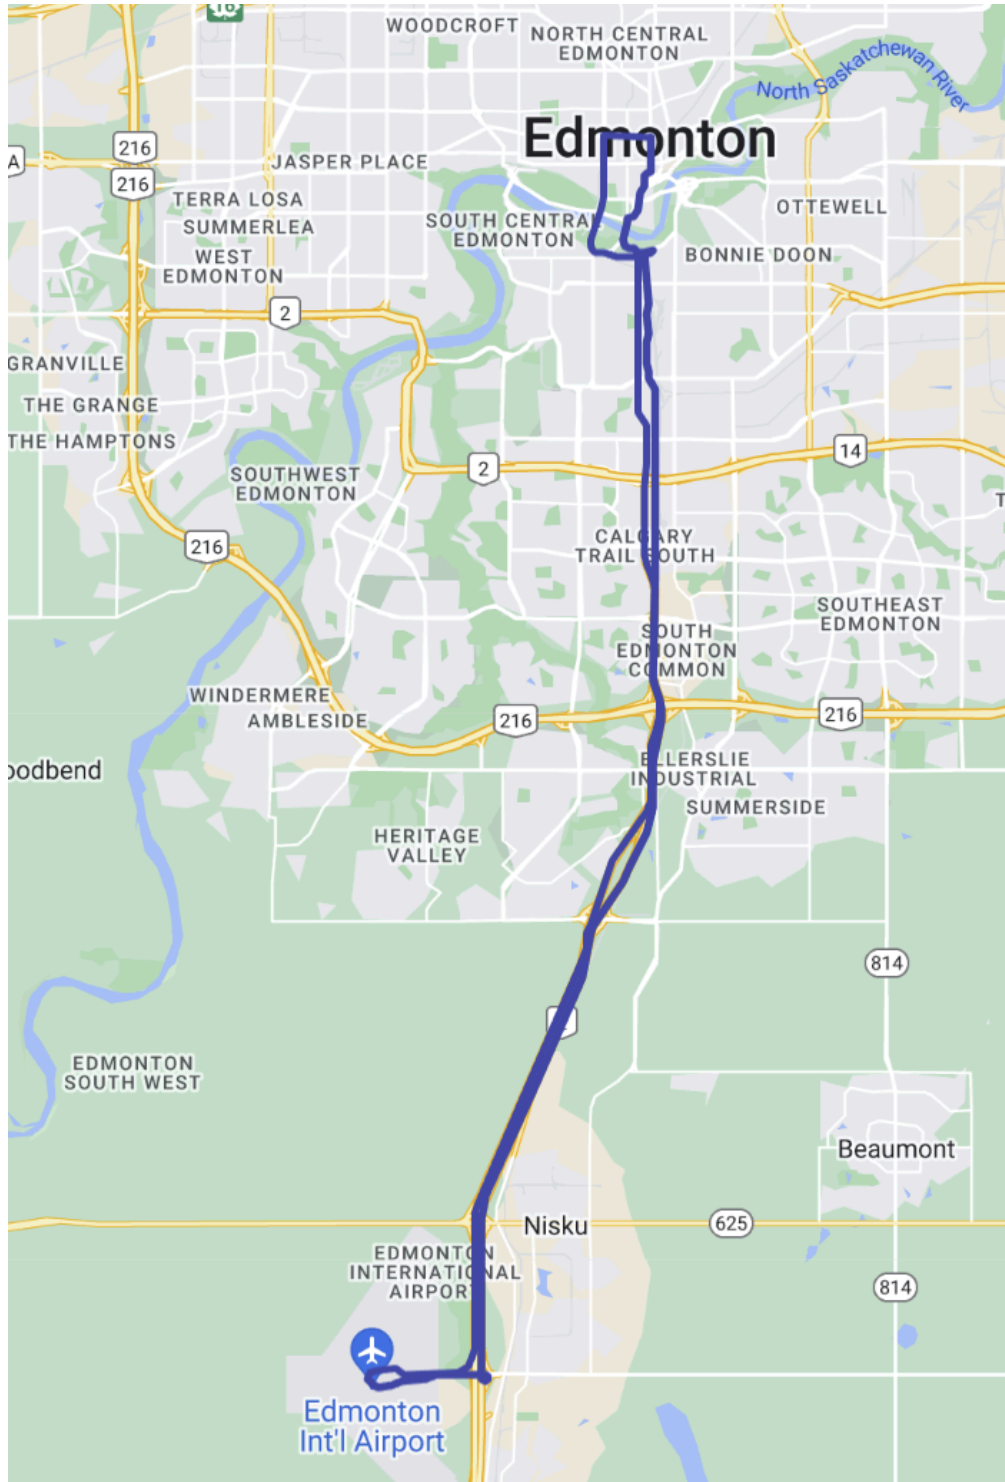 16
WOODCROFT
NORTH CENTRAL
EDMONTON
North Saskatchewan River
Edmonton
216
A
JASPER PLACE
216
TERRA LOSA
SUMMERLEA
SOUTH CENTRAL
EDMONTON
OTTEWELL
WEST
EDMONTON
BONNIE DOON
2
GRANVILLE
THE GRANGE
THE HAMPTONS
14
2
SOUTHWEST
EDMONTON
T
216
CALGARY
TRAIL SOUTH
SOUTHEAST
EDMONTON
SOUTH
EDMONTON
COMMON
WINDERMERE
AMBLESIDE
216
216
oodbend
ELLERSLIE
INDUSTRIAL
SUMMERSIDE
HERITAGE
VALLEY
814
EDMONTON
SOUTH WEST
Beaumont
Nisku
625
EDMONTON
INTERNATIONAL
AIRPORT
814
Edmonton
Int'l Airport